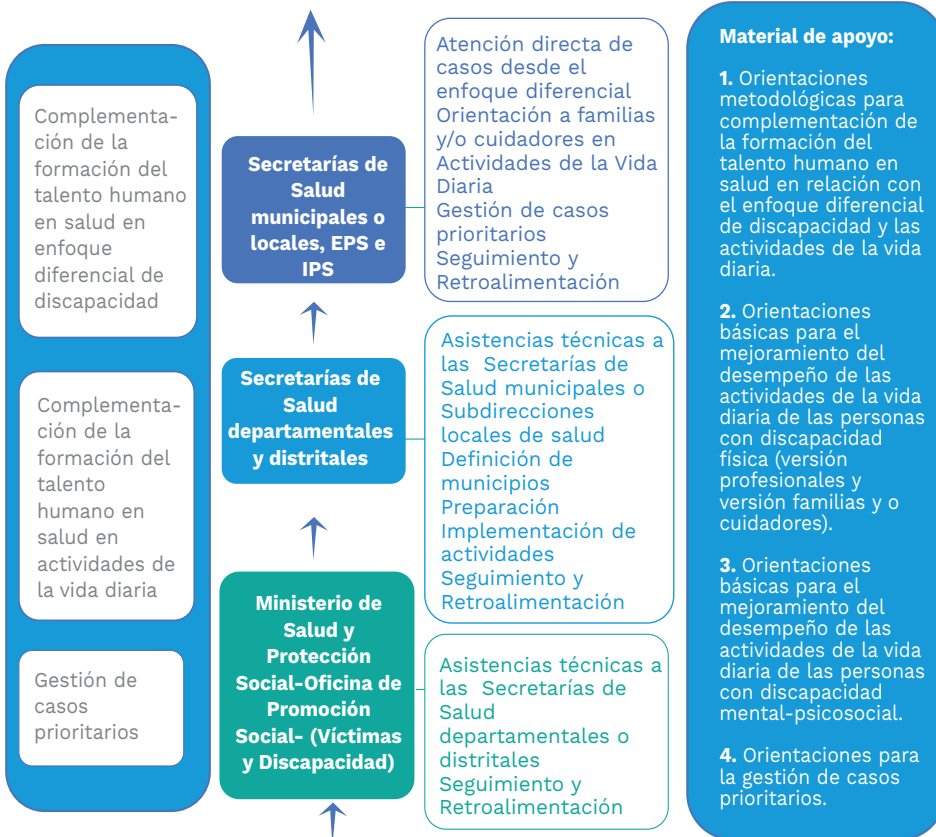 Complementa-
ción de la
formación del
talento humano
en salud en
enfoque
diferencial de
discapacidad
Complementa-
ción de la
formación del
talento
humano en
salud en
actividades de
la vida diaria
Gestión de
casos
prioritarios
Secretarías de
Salud
municipales o
locales, EPS e
IPS
Atención directa de
casos desde el
enfoque diferencial
Orientación a familias
y/o cuidadores en
Actividades de la Vida
Diaria
Gestión de casos
prioritarios
Seguimiento y
Retroalimentación
Secretarías de
Salud
departamentales
y distritales
Asistencias técnicas a
las Secretarías de
Salud municipales o
Subdirecciones
locales de salud
Definición de
municipios
Preparación
Implementación de
actividades
Seguimiento y
Retroalimentación
Ministerio de
Salud y
Protección
Social-Oficina de
Promoción
Social- (Víctimas
y Discapacidad)
Asistencias técnicas a
las Secretarías de
Salud
departamentales o
distritales
Seguimiento y
Retroalimentación
Material de apoyo:
1. Orientaciones
metodológicas para
complementación de
la formación del
talento humano en
salud en relación con
el enfoque diferencial
de discapacidad y las
actividades de la vida
diaria.
2. Orientaciones
básicas para el
mejoramiento del
desempeño de las
actividades de la vida
diaria de las personas
con discapacidad
física (versión
profesionales y
versión familias y o
cuidadores).
3. Orientaciones
básicas para el
mejoramiento del
desempeño de las
actividades de la vida
diaria de las personas
con discapacidad
mental-psicosocial.
4. Orientaciones para
la gestión de casos
prioritarios.